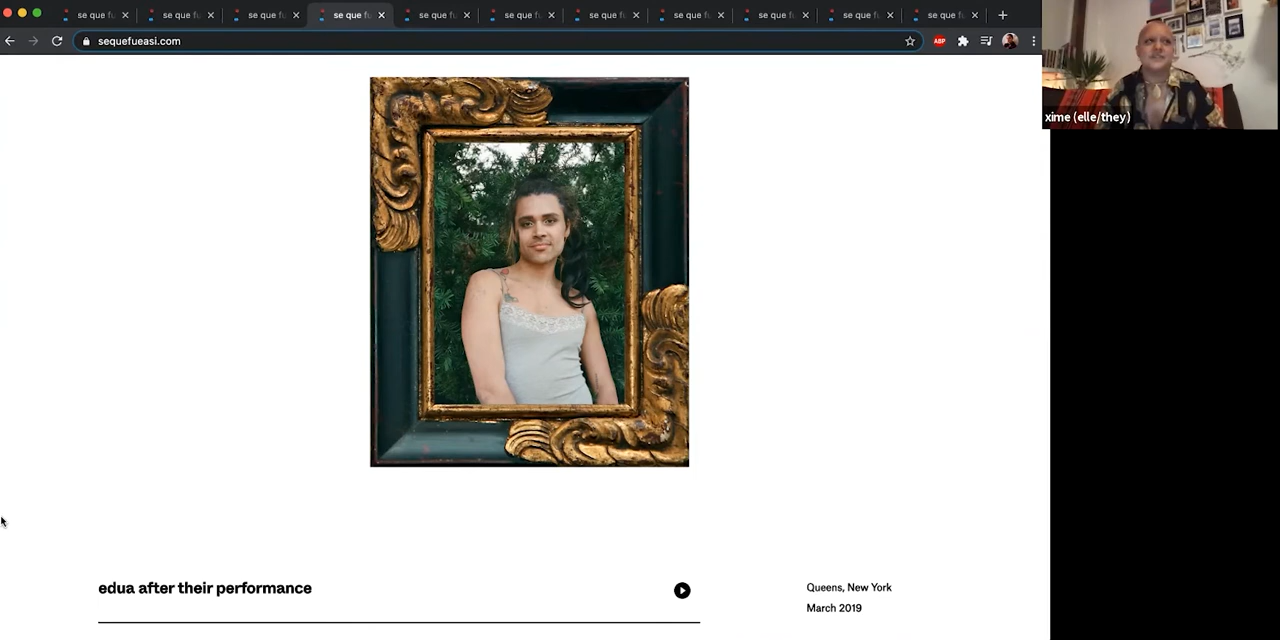 se que fu
se que fu
se que fu
se que fu
se que fu
se que fu
se que fu
se que fu
se que fu
se que fu
se que fu
sequefueasi.com
ABP
xime (elle/they)
edua after their performance
Queens, New York
March 2019